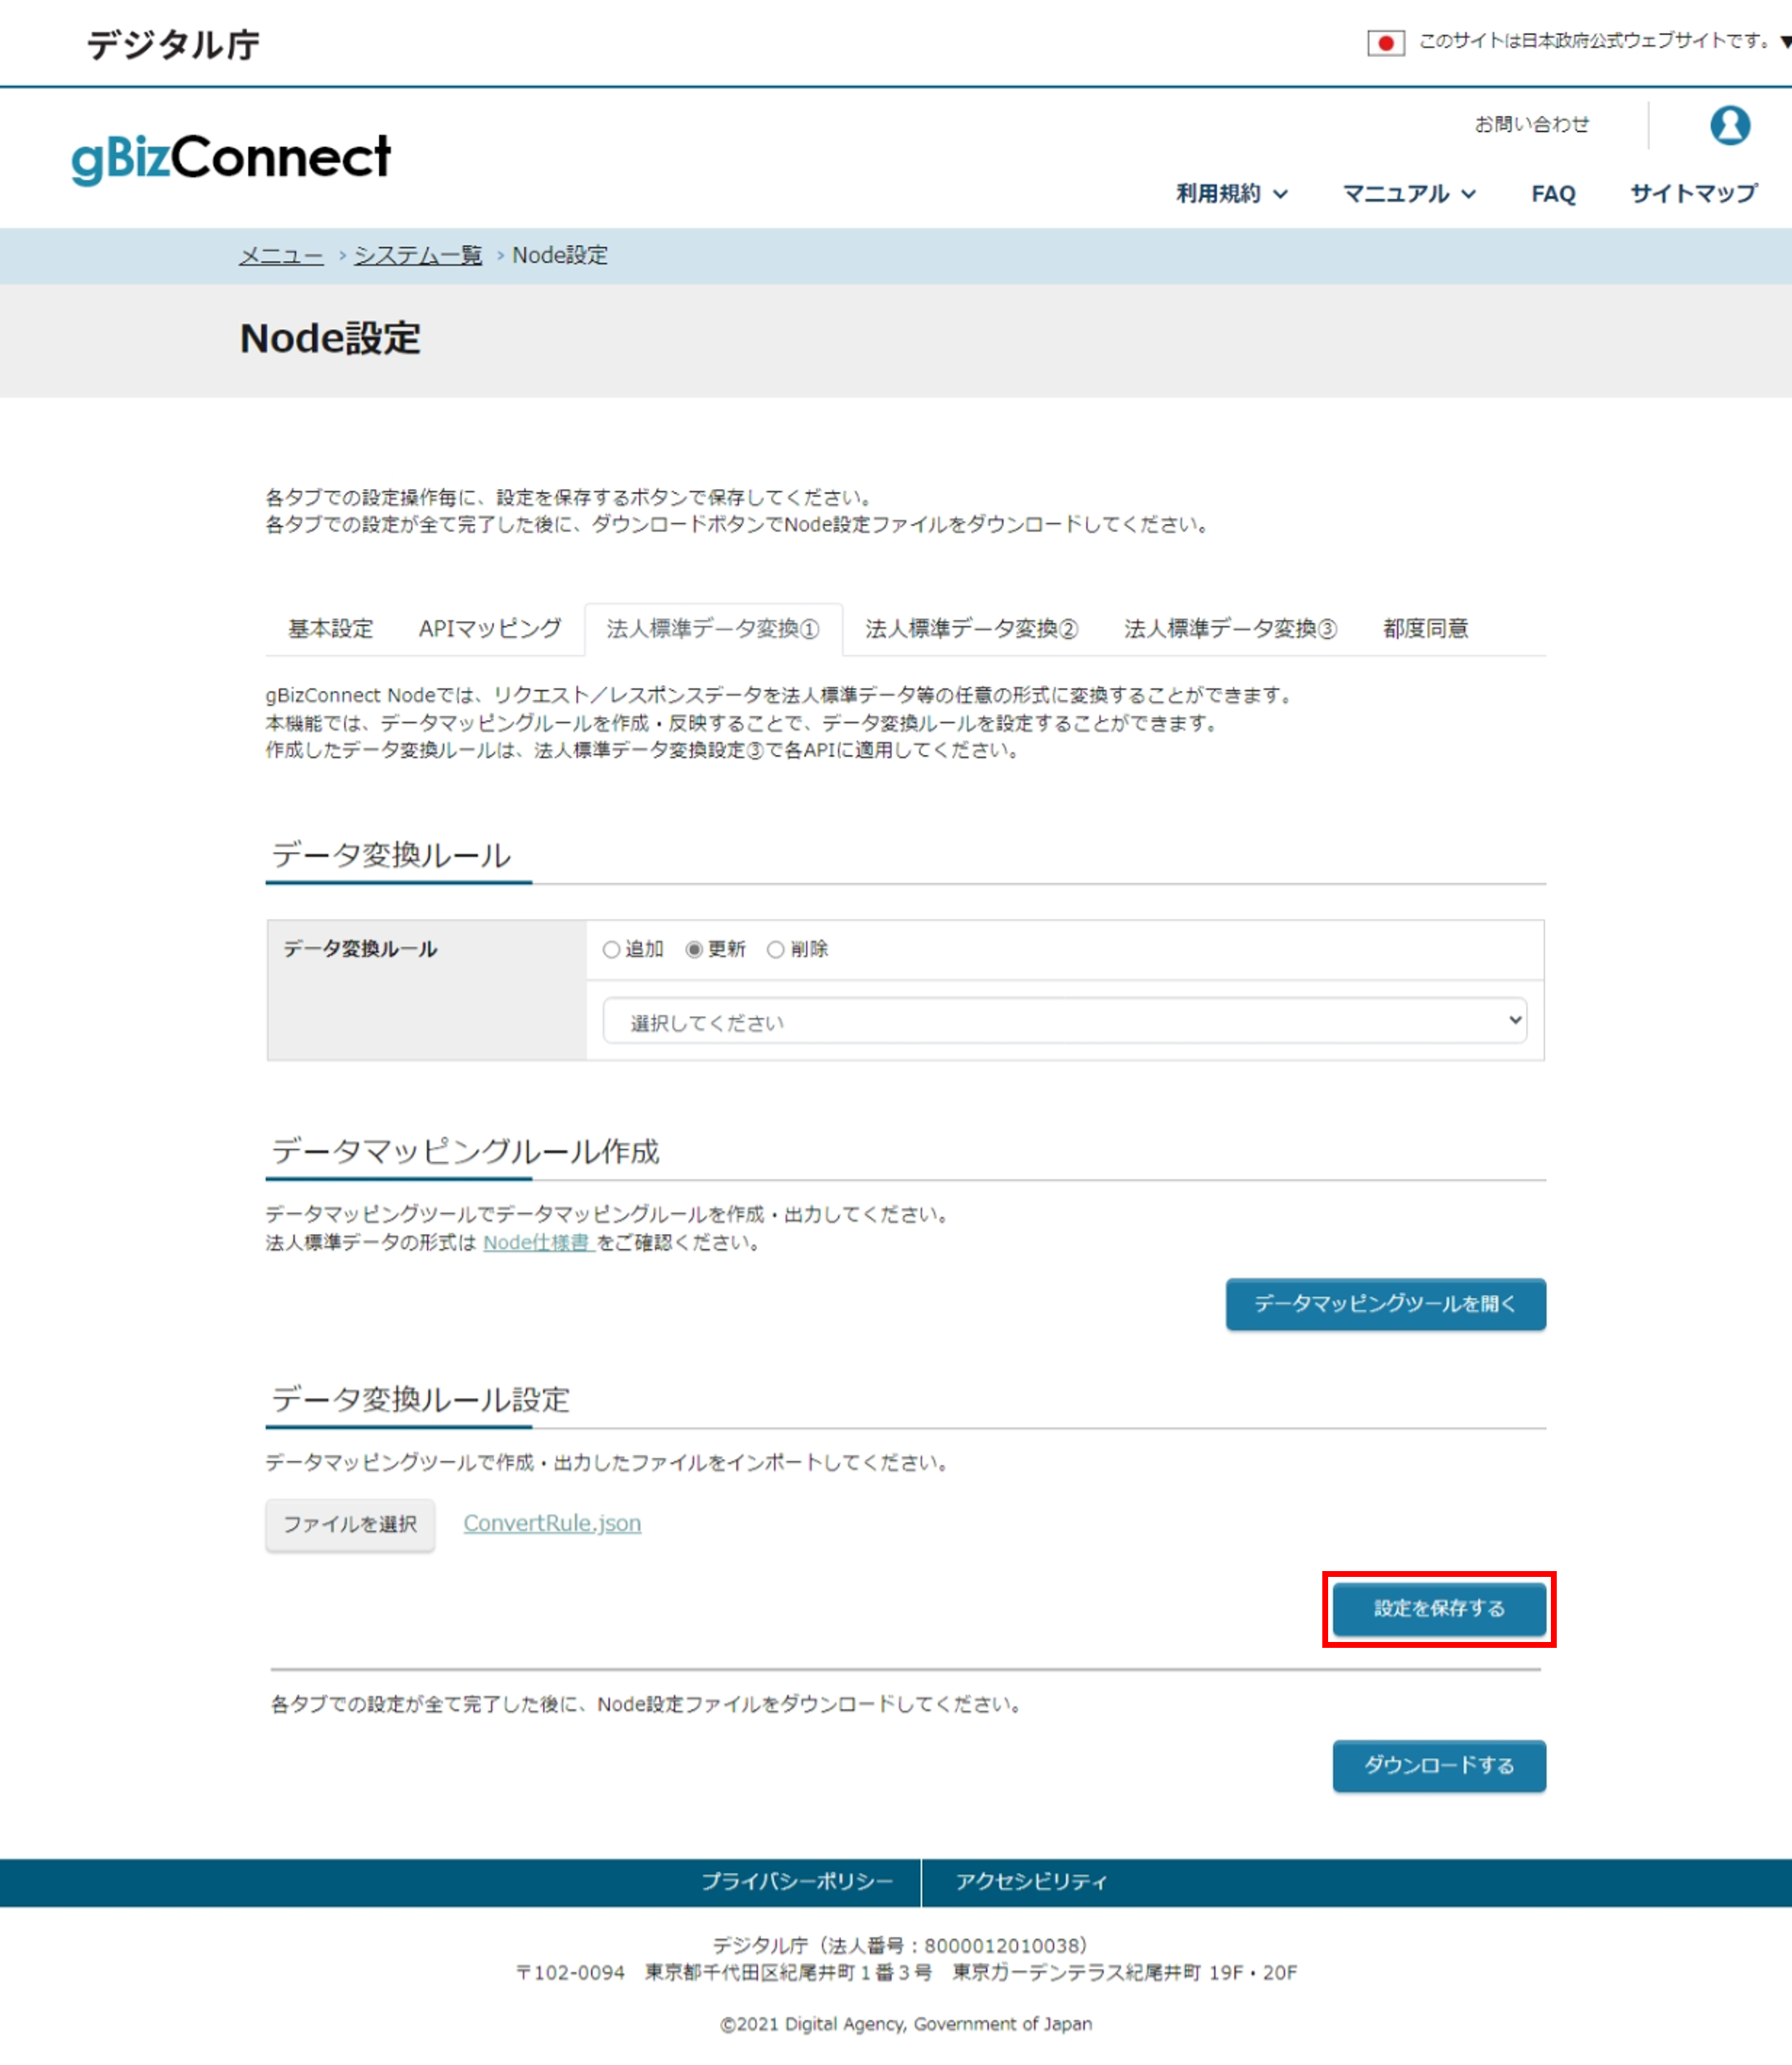 デジタル庁
このサイトは日本政府公式ウェブサイトです。▼
gBizConnect
お問い合わせ
利用規約 マニュアル FAQ サイトマップ
メニュー › システム一覧 › Node設定
Node設定
各タブでの設定操作毎に、設定を保存するボタンで保存してください。
各タブでの設定が全て完了した後に、ダウンロードボタンでNode設定ファイルをダウンロードしてください。
基本設定 APIマッピング 法人標準データ変換① 法人標準データ変換② 法人標準データ変換③ 都度同意
gBizConnect Nodeでは、リクエスト／レスポンスデータを法人標準データ等の任意の形式に変換することができます。
本機能では、データマッピングルールを作成・反映することで、データ変換ルールを設定することができます。
作成したデータ変換ルールは、法人標準データ変換設定③で各APIに適用してください。
データ変換ルール
データ変換ルール 追加 更新 削除
選択してください
データマッピングルール作成
データマッピングツールでデータマッピングルールを作成・出力してください。
法人標準データの形式は Node仕様書 をご確認ください。
データマッピングツールを開く
データ変換ルール設定
データマッピングツールで作成・出力したファイルをインポートしてください。
ファイルを選択 ConvertRule.json
設定を保存する
各タブでの設定が全て完了した後に、Node設定ファイルをダウンロードしてください。
ダウンロードする
プライバシーポリシー アクセシビリティ
デジタル庁（法人番号：8000012010038）
〒102-0094 東京都千代田区紀尾井町１番３号 東京ガーデンテラス紀尾井町 19F・20F
©2021 Digital Agency, Government of Japan